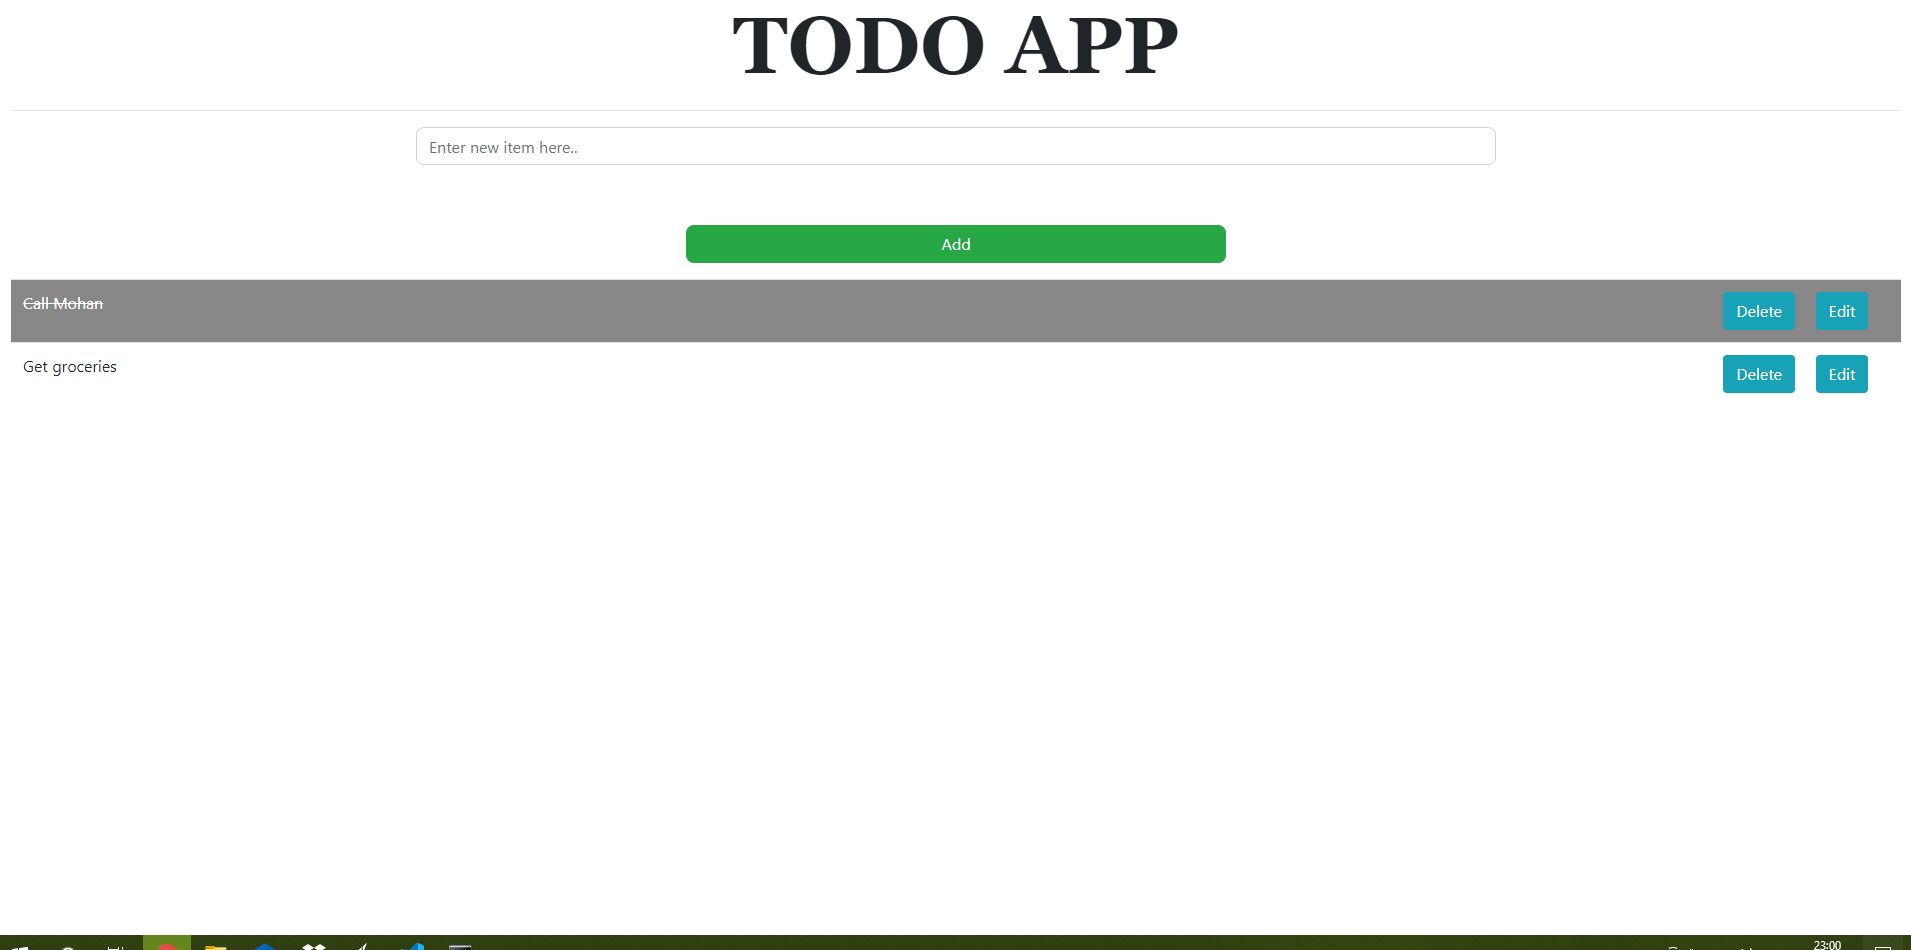 TODO APP
Enter new item here..
Add
Call Mohan
Delete Edit
Get groceries
Delete Edit
23:00